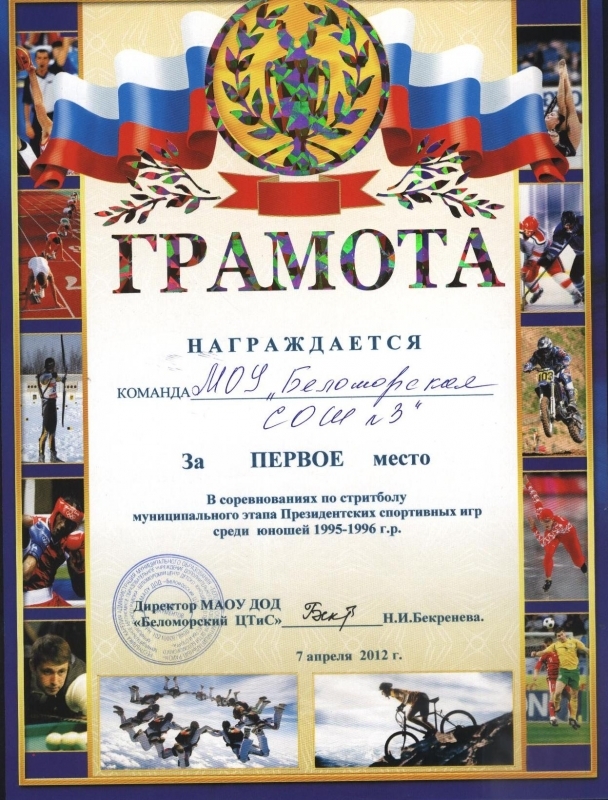 ГРАМОТА
НАГРАЖДАЕТСЯ
КОМАНДА МОУ „Беломорская
СОШ №3"
За ПЕРВОЕ место
В соревнованиях по стритболу
муниципального этапа Президентских спортивных игр
среди юношей 1995-1996 г.р.
Директор МАОУ ДОД
«Беломорский ЦТиС» Н.И.Бекренева.
7 апреля 2012 г.
103